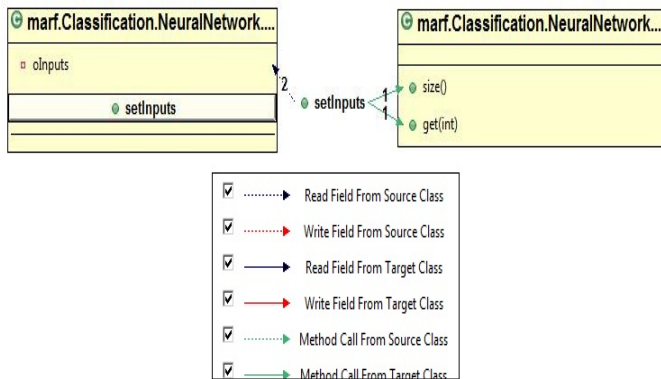 marf.Classification.NeuralNetwork....
oInputs
setInputs
2
setInputs
1
1
marf.Classification.NeuralNetwork...
size()
get(int)
Read Field From Source Class
Write Field From Source Class
Read Field From Target Class
Write Field From Target Class
Method Call From Source Class
Method Call From Target Class